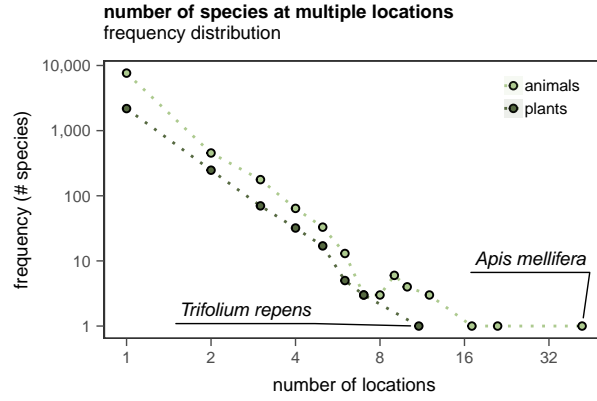 number of species at multiple locations
frequency distribution
10,000
1,000
100
10
1
frequency (# species)
animals
plants
Apis mellifera
Trifolium repens
1 2 4 8 16 32
number of locations